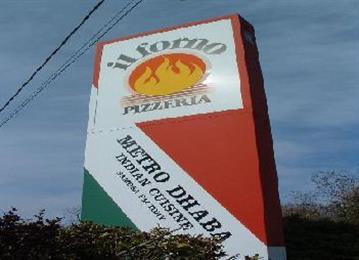 il forno
PIZZERIA
METRO DHABA
INDIAN CUISINE